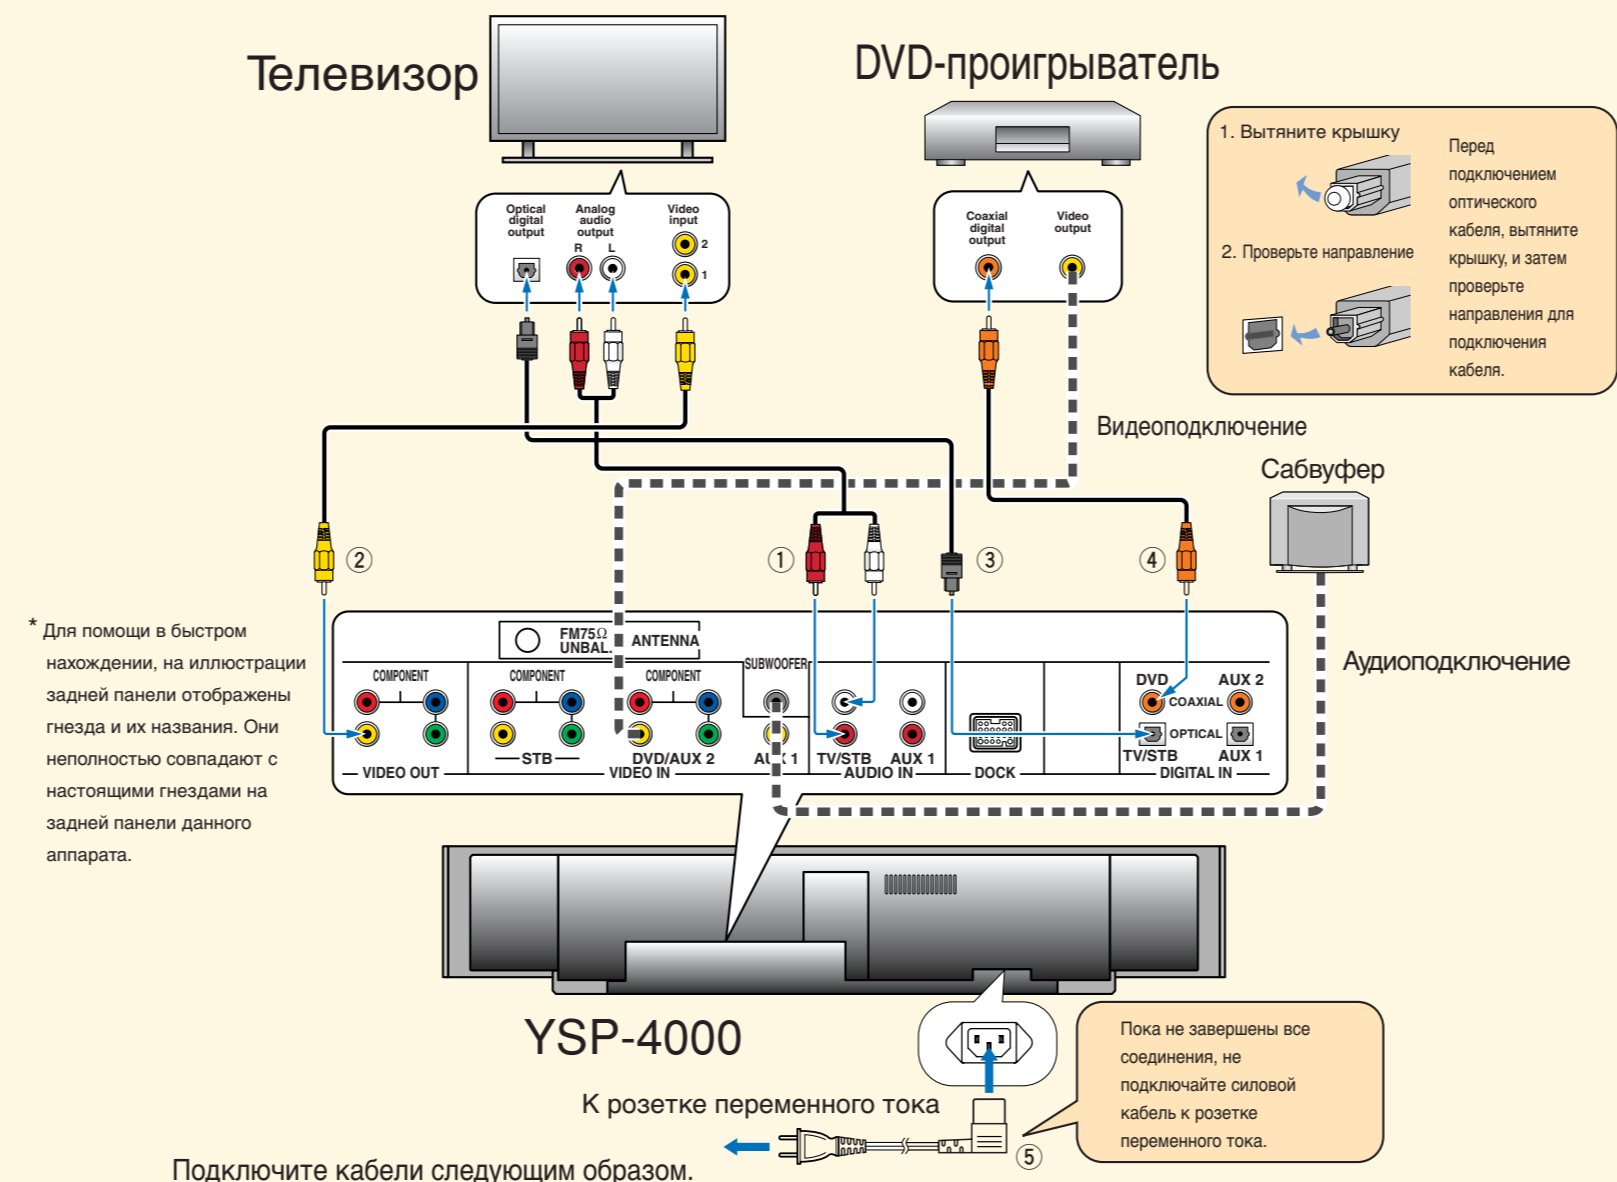 Телевизор
DVD-проигрыватель
Optical
digital
output
Analog
audio
output
R L
Video
input
2
1
Coaxial
digital
output
Video
output
1. Вытяните крышку
2. Проверьте направление
Перед
подключением
оптического
кабеля, вытяните
крышку, и затем
проверьте
направления для
подключения
кабеля.
Видеоподключение
Сабвуфер
② ① ③ ④
* Для помощи в быстром
нахождении, на иллюстрации
задней панели отображены
гнезда и их названия. Они
неполностью совпадают с
настоящими гнездами на
задней панели данного
аппарата.
Аудиоподключение
FM75Ω
UNBAL.
ANTENNA
COMPONENT
COMPONENT
COMPONENT
SUBWOOFER
DVD AUX 2
COAXIAL
OPTICAL
STB
DVD/AUX 2
AUX 1
TV/STB
AUX 1
TV/STB
AUX 1
VIDEO OUT
VIDEO IN
AUDIO IN
DOCK
DIGITAL IN
YSP-4000
К розетке переменного тока
⑤
Пока не завершены все
соединения, не
подключайте силовой
кабель к розетке
переменного тока.
Подключите кабели следующим образом.